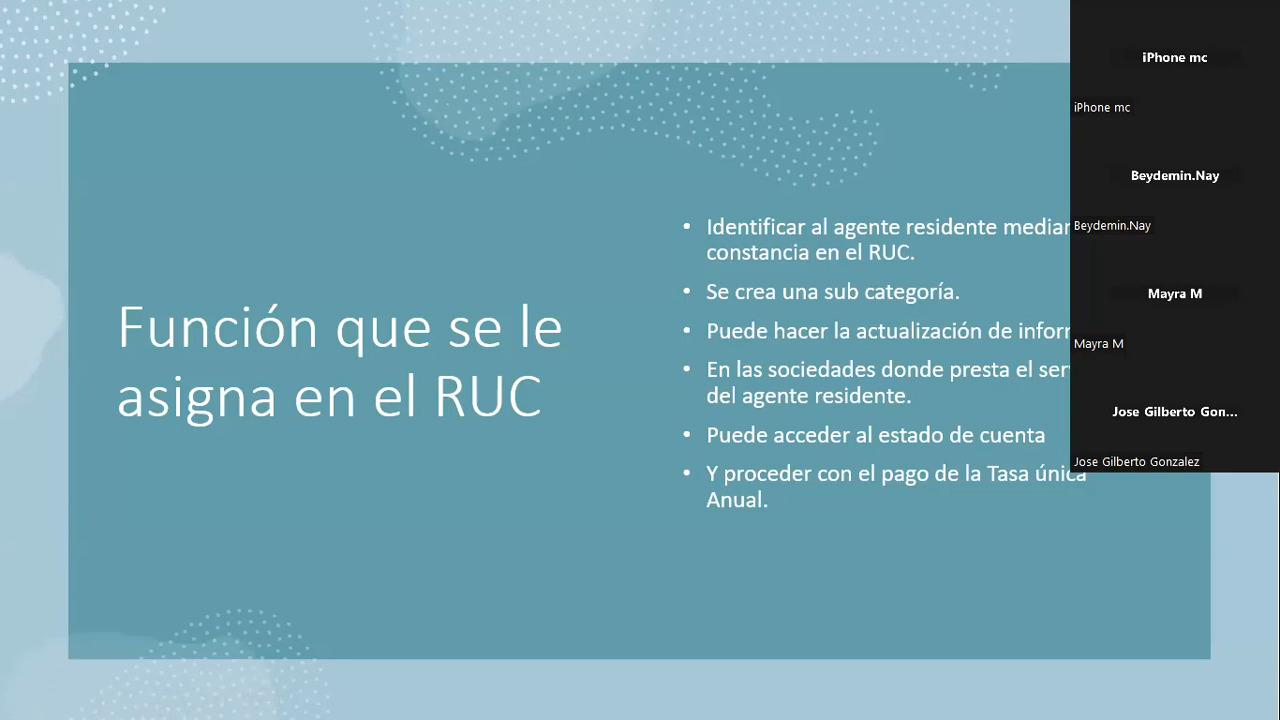 Función que se le
asigna en el RUC
• Identificar al agente residente
constancia en el RUC.
• Se crea una sub categoría.
• Puede hacer la actualización de
• En las sociedades donde presta el
del agente residente.
• Puede acceder al estado de cuenta
• Y proceder con el pago de la Tasa única
Anual.
iPhone mc
iPhone mc
Beydemin.Nay
Beydemin.Nay
Mayra M
Mayra M
Jose Gilberto Gon...
Jose Gilberto Gonzalez